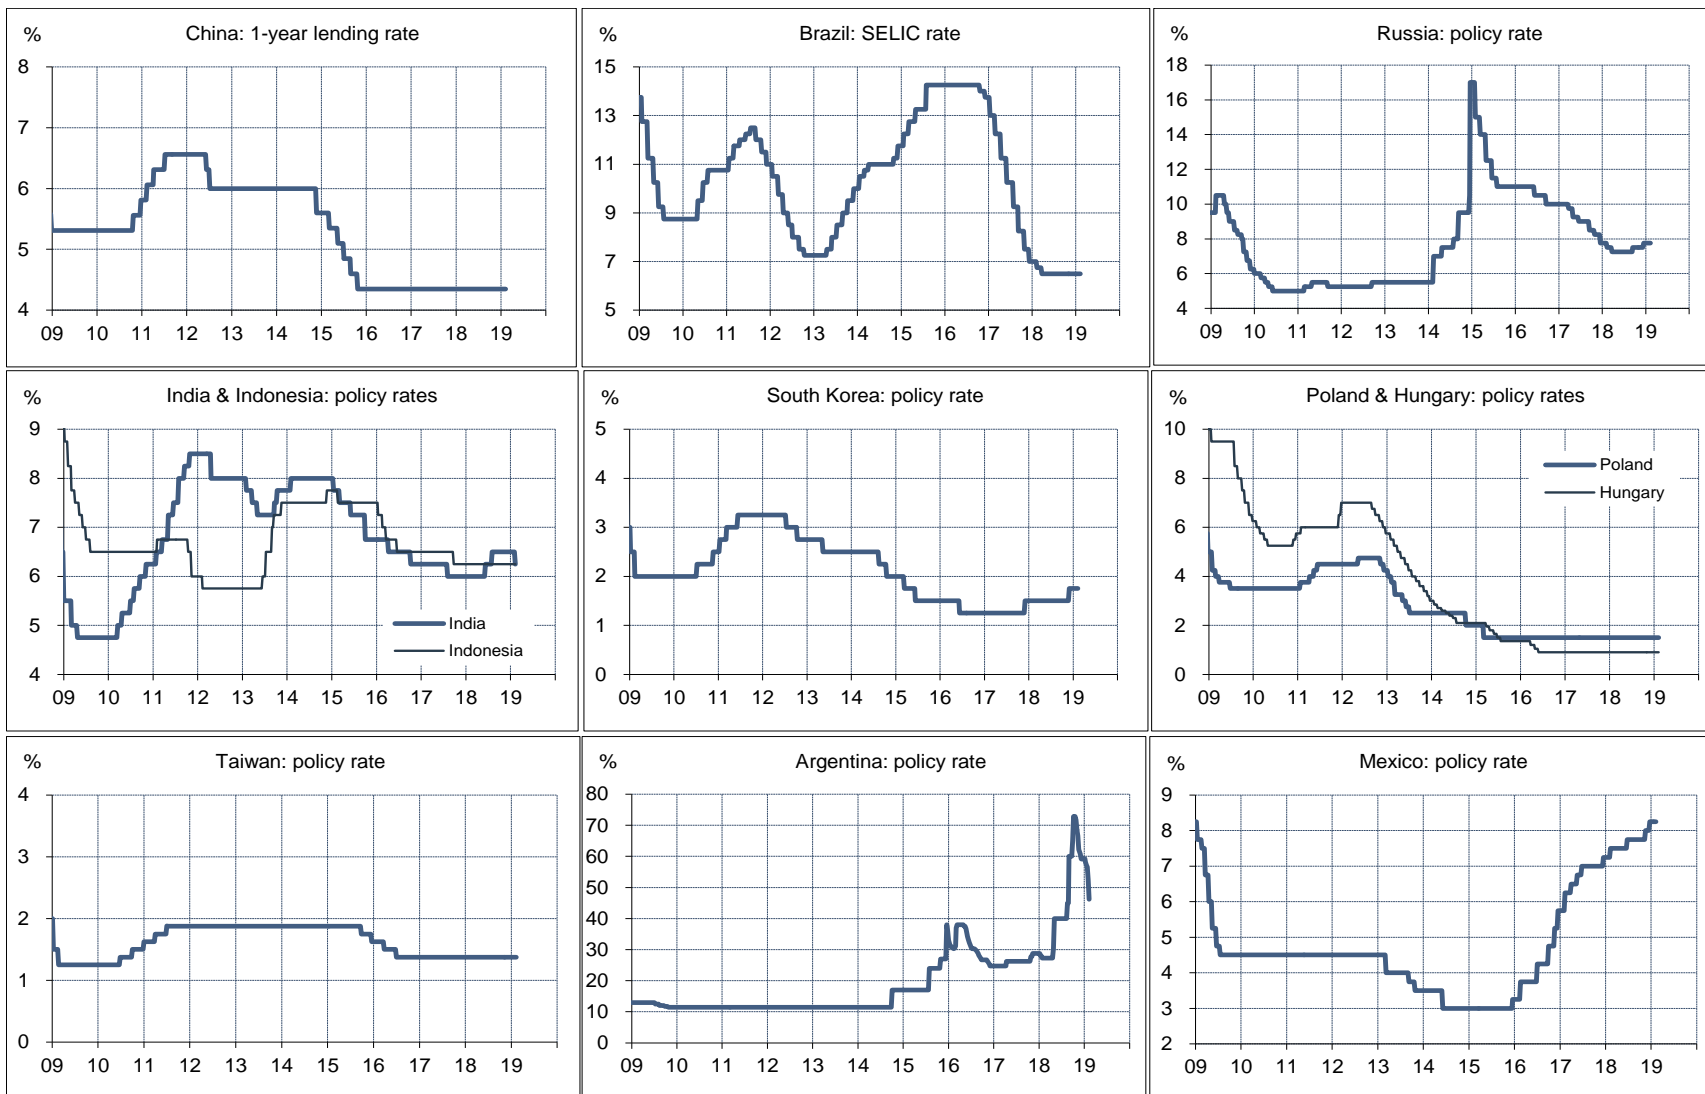 % China: 1-year lending rate
8
7
6
5
4
09 10 11 12 13 14 15 16 17 18 19
% Brazil: SELIC rate
15
13
11
9
7
5
09 10 11 12 13 14 15 16 17 18 19
% Russia: policy rate
18
16
14
12
10
8
6
4
09 10 11 12 13 14 15 16 17 18 19
% India & Indonesia: policy rates
9
8
7
6
5
4
India
Indonesia
09 10 11 12 13 14 15 16 17 18 19
% South Korea: policy rate
5
4
3
2
1
0
09 10 11 12 13 14 15 16 17 18 19
% Poland & Hungary: policy rates
10
8
6
4
2
0
Poland
Hungary
09 10 11 12 13 14 15 16 17 18 19
% Taiwan: policy rate
4
3
2
1
0
09 10 11 12 13 14 15 16 17 18 19
% Argentina: policy rate
80
70
60
50
40
30
20
10
0
09 10 11 12 13 14 15 16 17 18 19
% Mexico: policy rate
9
8
7
6
5
4
3
2
09 10 11 12 13 14 15 16 17 18 19